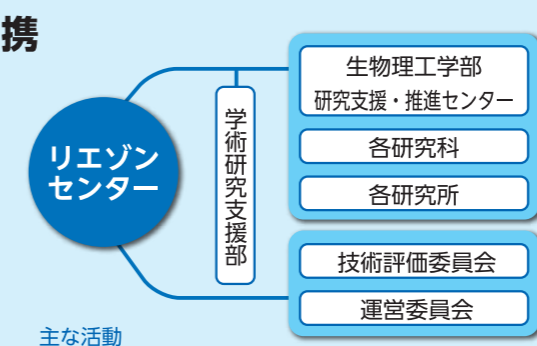 携
リエゾン
センター
学術研究支援部
生物理工学部
研究支援・推進センター
各研究科
各研究所
技術評価委員会
運営委員会
主な活動